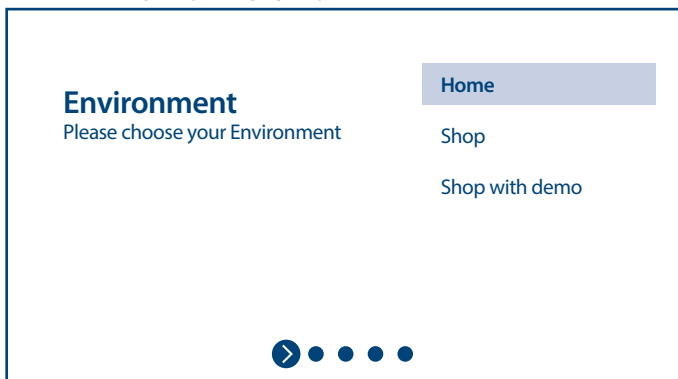 Environment
Please choose your Environment
Home
Shop
Shop with demo